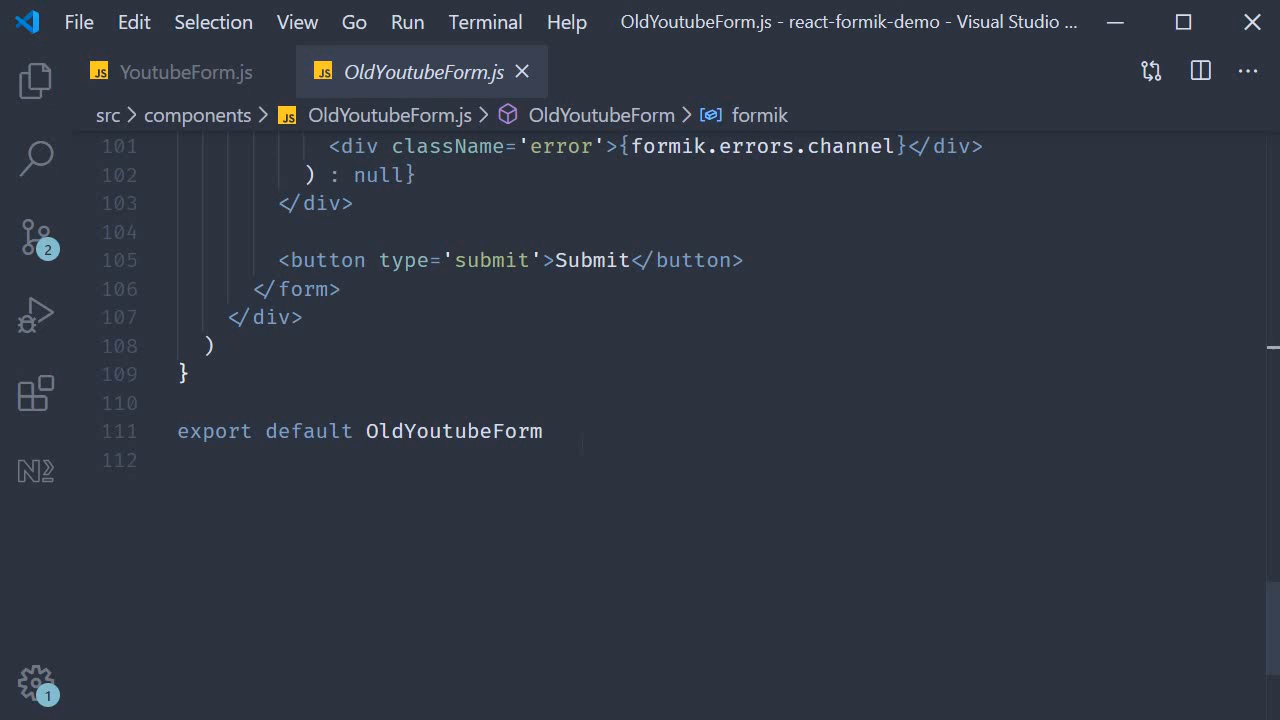 File Edit Selection View Go Run Terminal Help OldYoutubeForm.js - react-formik-demo - Visual Studio ...
JS YoutubeForm.js JS OldYoutubeForm.js
src > components > JS OldYoutubeForm.js > OldYoutubeForm > formik
101 <div className='error'>{formik.errors.channel}</div>
102 ) : null}
103 </div>
104
105 <button type='submit'>Submit</button>
106 </form>
107 </div>
108 )
109 }
110
111 export default OldYoutubeForm
112
2
1